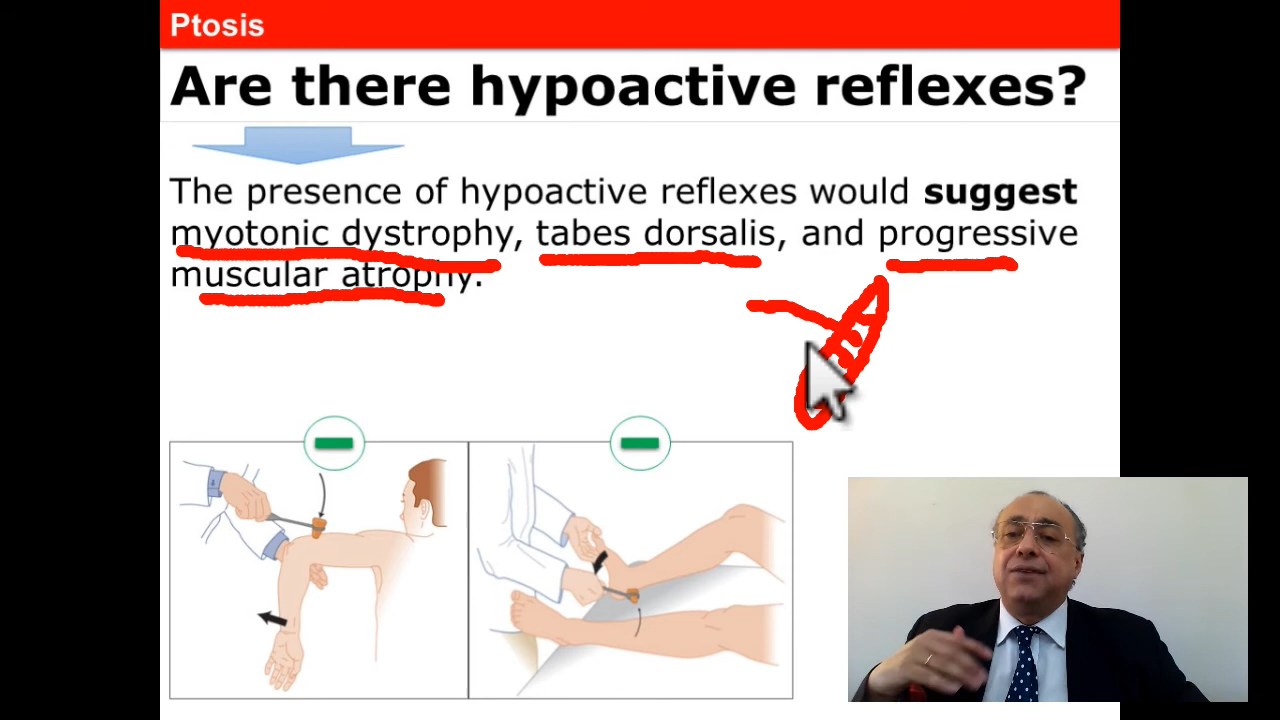 Ptosis
Are there hypoactive reflexes?
The presence of hypoactive reflexes would suggest
myotonic dystrophy, tabes dorsalis, and progressive
muscular atrophy.